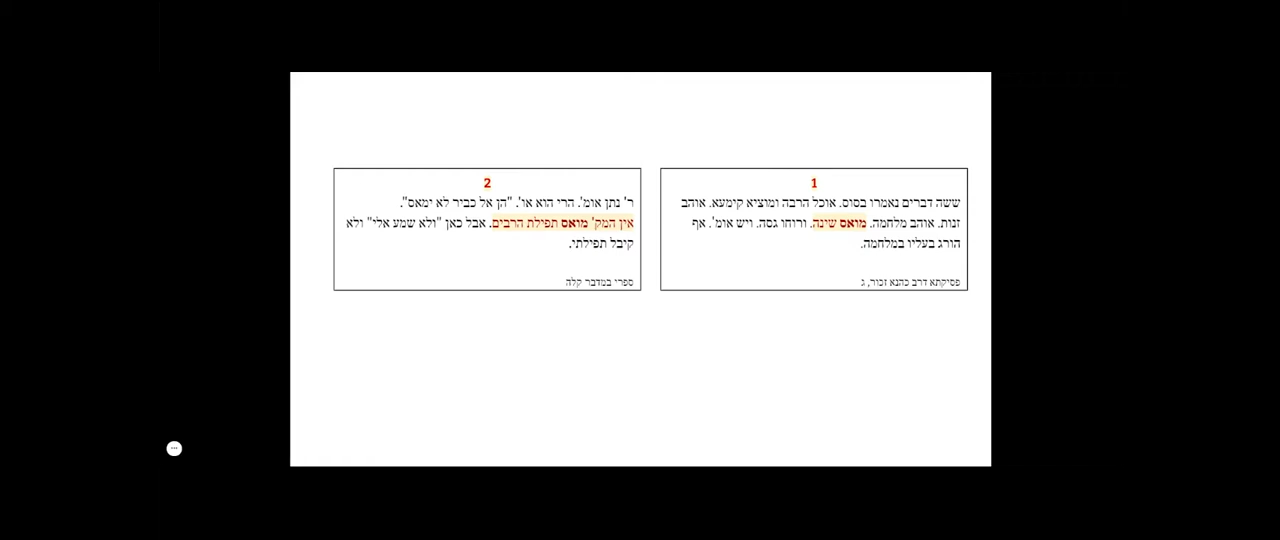 1
ששה דברים נאמרו בסוס. אוכל הרבה ומוציא קימעא. אוהב
זנות. אוהב מלחמה. מואס שינה. ורוחו גסה. ויש אומ'. אף
הורג בעליו במלחמה.
פסיקתא דרב כהנא זכור, ג
2
ר' נתן אומ'. הרי הוא או'. "הן אל כביר לא ימאס".
אין המק' מואס תפילת הרבים. אבל כאן "ולא שמע אלי" ולא
קיבל תפילתי.
ספרי במדבר קלה